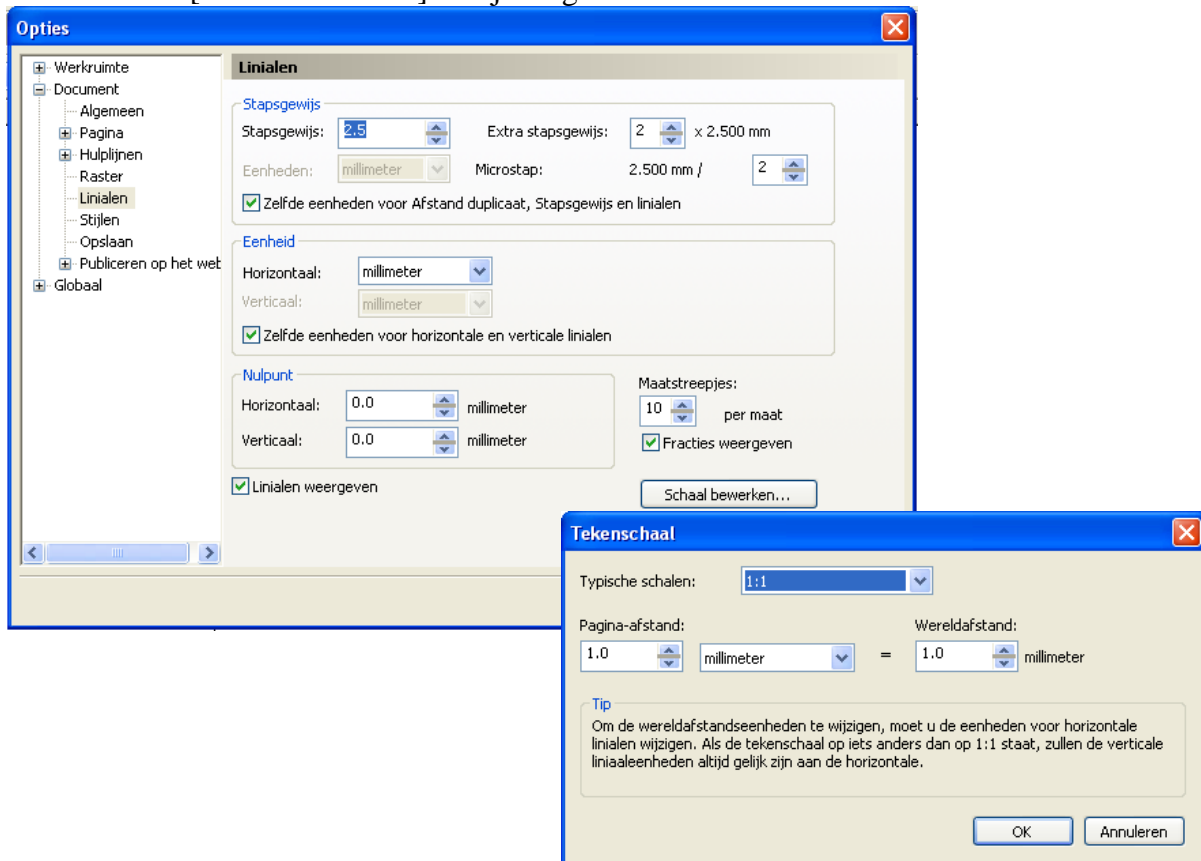 Opties
Werkruimte
Document
Algemeen
Pagina
Hulplijnen
Raster
Linialen
Stijlen
Opslaan
Publiceren op het wet
Globaal
Linialen
Stapsgewijs
Stapsgewijs: 2.5 Extra stapsgewijs: 2 x 2.500 mm
Eenheden: millimeter Microstap: 2.500 mm / 2
Zelfde eenheden voor Afstand duplicaat, Stapsgewijs en linialen
Eenheid
Horizontaal: millimeter
Verticaal: millimeter
Zelfde eenheden voor horizontale en verticale linialen
Nulpunt
Horizontaal: 0.0 millimeter
Verticaal: 0.0 millimeter
Maatstreepjes:
10 per maat
Fracties weergeven
Linialen weergeven
Schaal bewerken...
Tekenschaal
Typische schalen: 1:1
Pagina-afstand: Wereldafstand:
1.0 millimeter = 1.0 millimeter
Tip
Om de wereldafstandseenheden te wijzigen, moet u de eenheden voor horizontale
linialen wijzigen. Als de tekenschaal op iets anders dan op 1:1 staat, zullen de verticale
liniaaleenheden altijd gelijk zijn aan de horizontale.
OK Annuleren